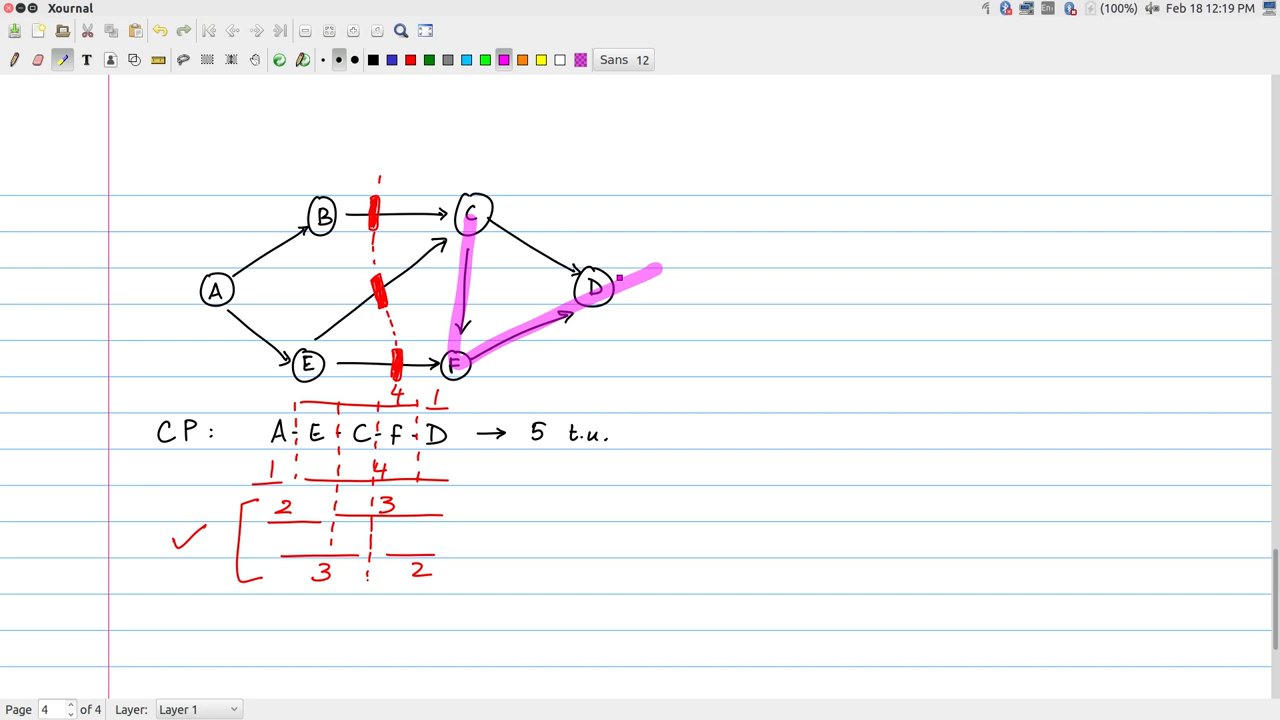 Xournal
En₁
(100%)
Feb 18 12:19 PM
T
Sans 12
B
C
A
D
E
F
4 1
CP: A-E-C-F-D → 5 t.u.
1 4
2 3
✓
3 2
Page 4 of 4 Layer: Layer 1